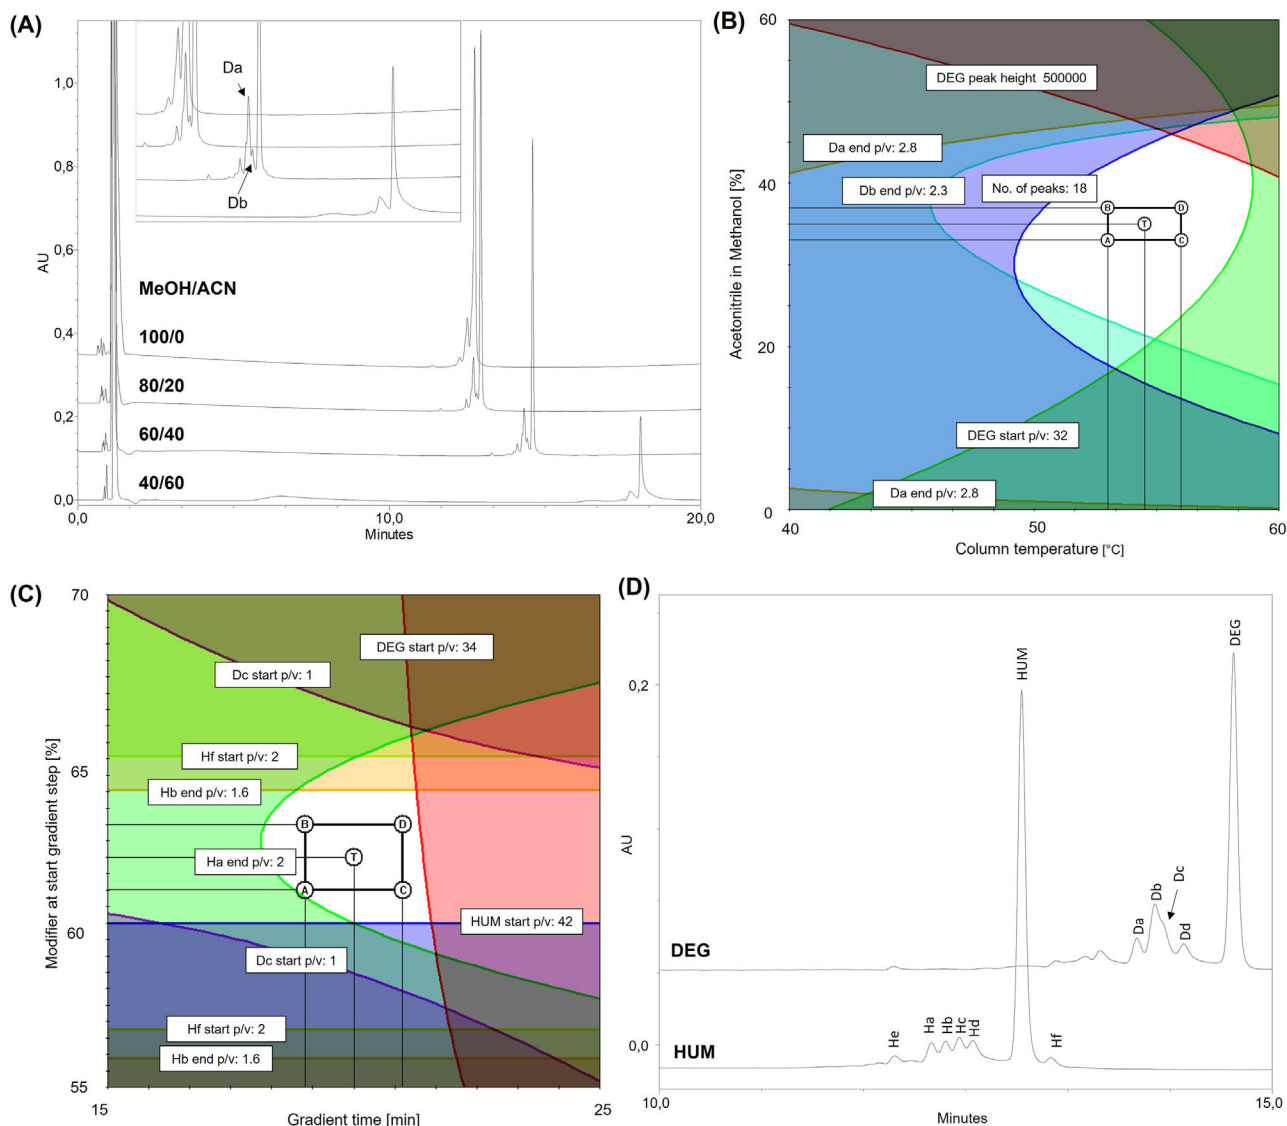 (A)
1,0
0,8
0,6
0,4
0,2
0,0
AU
Da
Db
MeOH/ACN
100/0
80/20
60/40
40/60
0,0
10,0
20,0
Minutes
(B)
60
40
20
0
Acetonitrile in Methanol [%]
DEG peak height 500000
Da end p/v: 2.8
Db end p/v: 2.3
No. of peaks: 18
B
D
T
A
C
DEG start p/v: 32
Da end p/v: 2.8
40
50
60
Column temperature [°C]
(C)
70
65
60
55
Modifier at start gradient step [%]
DEG start p/v: 34
Dc start p/v: 1
Hf start p/v: 2
Hb end p/v: 1.6
B
D
Ha end p/v: 2
T
A
C
HUM start p/v: 42
Dc start p/v: 1
Hf start p/v: 2
Hb end p/v: 1.6
15
25
Gradient time [min]
(D)
0,2
0,0
AU
HUM
DEG
Da
Db
Dc
Dd
DEG
He
Ha
Hb
Hc
Hd
Hf
HUM
10,0
15,0
Minutes